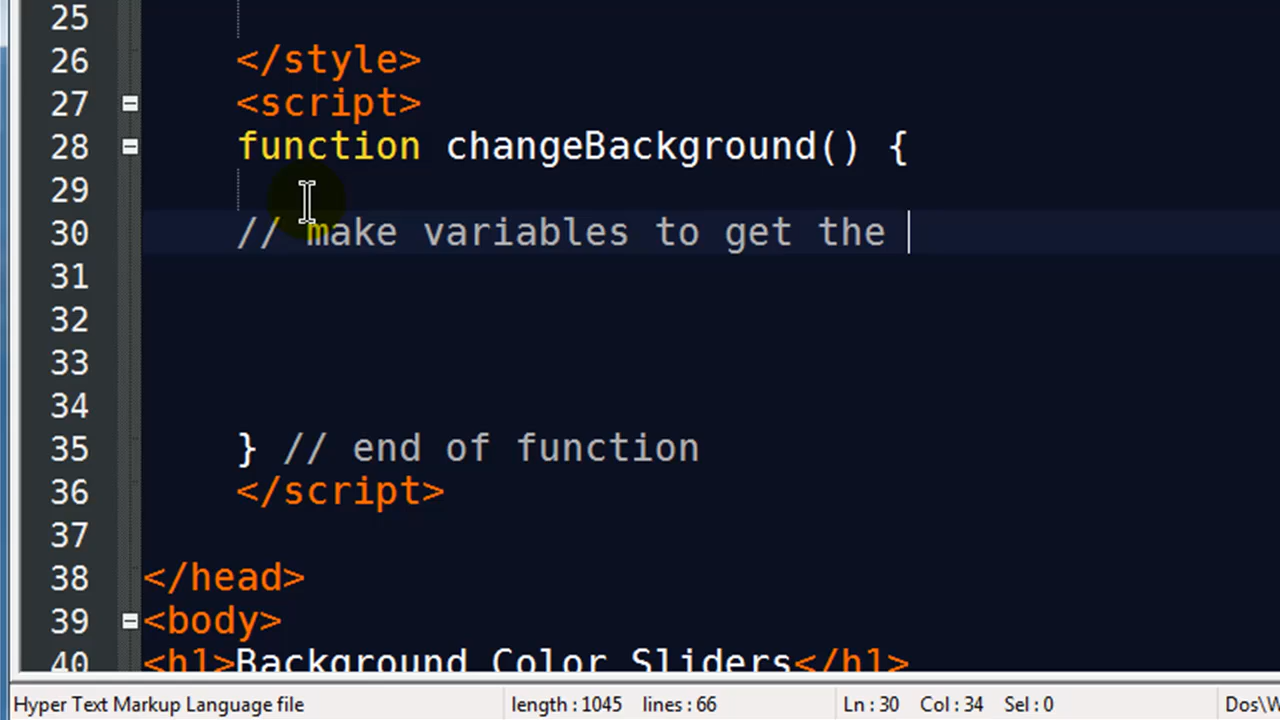 25
26 </style>
27 <script>
28 function changeBackground() {
29
30 // make variables to get the
31
32
33
34
35 } // end of function
36 </script>
37
38 </head>
39 <body>
40 <h1>Background Color Sliders</h1>
Hyper Text Markup Language file length : 1045 lines : 66 Ln : 30 Col : 34 Sel : 0 Dos\W